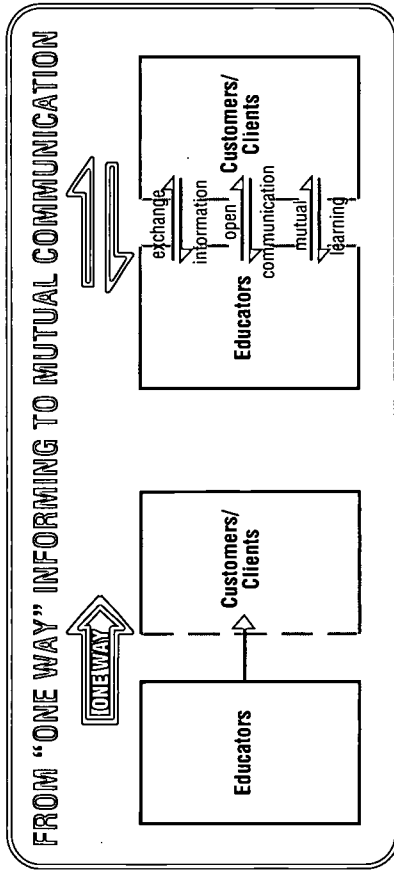 FROM "ONE WAY" INFORMING TO MUTUAL COMMUNICATION
ONE WAY
Educators
Customers/
Clients
Educators
exchange
information
open
communication
mutual
learning
Customers/
Clients